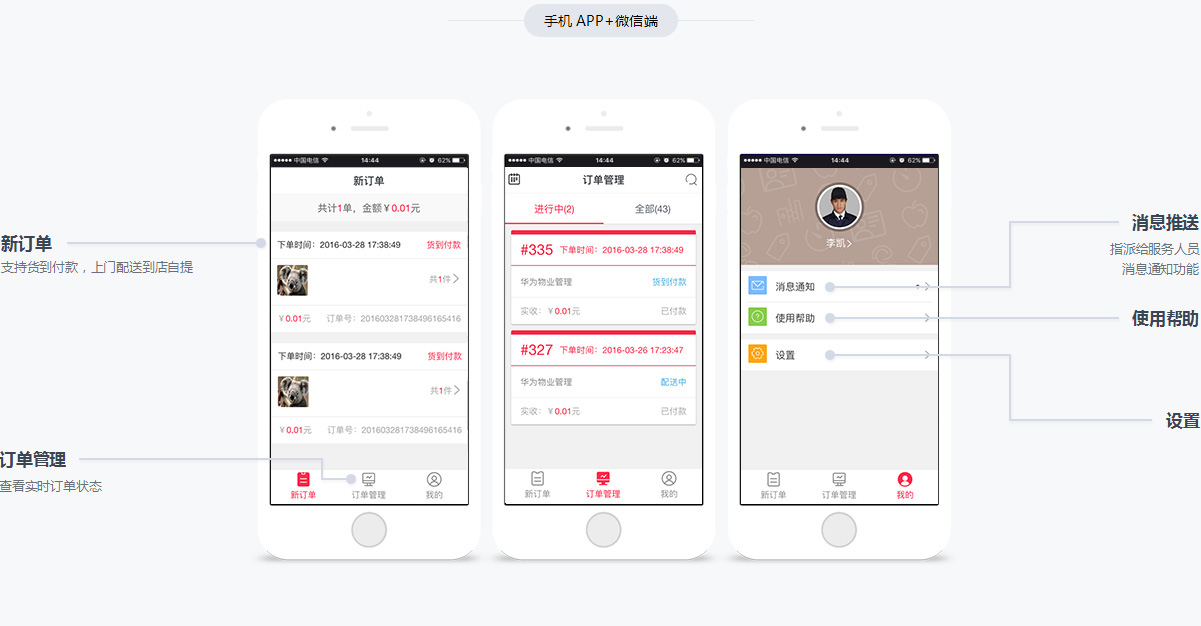 手机 APP+微信端
新订单
支持货到付款，上门配送到店自提
订单管理
查看实时订单状态
中国电信 14:44 62%
新订单
共计1单，金额￥0.01元
下单时间：2016-03-28 17:38:49 货到付款
共1件
￥0.01元 订单号：201603281738496165416
下单时间：2016-03-28 17:38:49 货到付款
共1件
￥0.01元 订单号：201603281738496165416
新订单 订单管理 我的
中国电信 14:44 62%
订单管理
进行中(2) 全部(43)
#335 下单时间：2016-03-28 17:38:49
华为物业管理 货到付款
实收：￥0.01元 已付款
#327 下单时间：2016-03-26 17:23:47
华为物业管理 配送中
实收：￥0.01元 已付款
新订单 订单管理 我的
中国电信 14:44 62%
李凯
消息通知
使用帮助
设置
新订单 订单管理 我的
消息推送
指派给服务人员
消息通知功能
使用帮助
设置